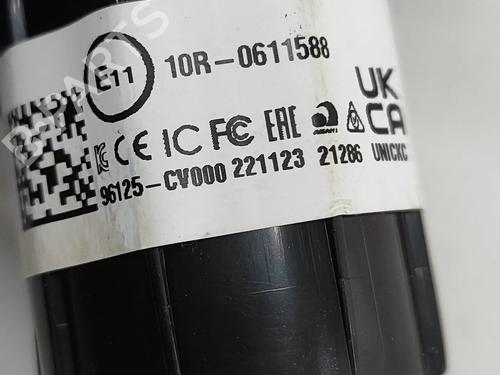 E11 10R-0611588
UK
CA
CE IC FC EAC
96125-CV000 221123 21286 UNICKC